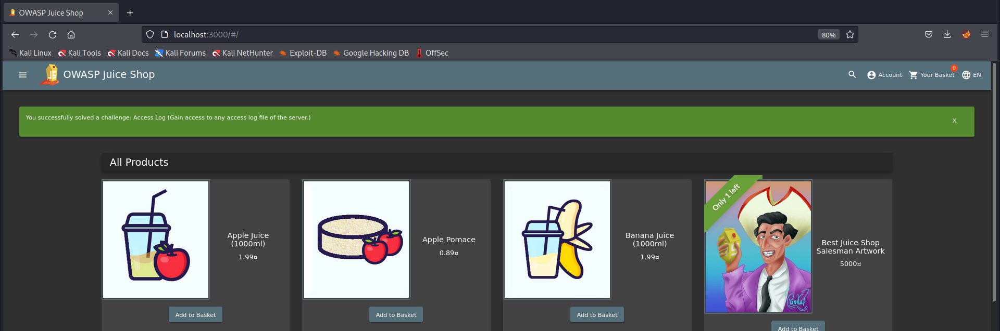 OWASP Juice Shop
localhost:3000/#/
80%
Kali Linux Kali Tools Kali Docs Kali Forums Kali NetHunter Exploit-DB Google Hacking DB OffSec
JS OWASP Juice Shop
Account 0 Your Basket EN
You successfully solved a challenge: Access Log (Gain access to any access log file of the server.)
X
All Products
Apple Juice
(1000ml)
1.99¤
Add to Basket
Apple Pomace
0.89¤
Add to Basket
Banana Juice
(1000ml)
1.99¤
Add to Basket
Only 1 left
Best Juice Shop
Salesman Artwork
5000¤
Add to Basket